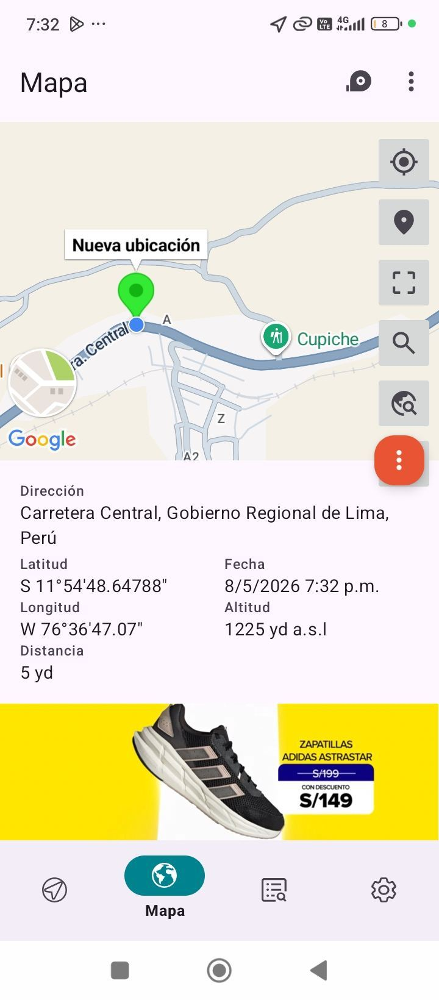 7:32
Vo LTE
4G
8
Mapa
Nueva ubicación
A
ra. Central
Cupiche
Z
A2
Google
Dirección
Carretera Central, Gobierno Regional de Lima,
Perú
Latitud
S 11°54'48.64788"
Fecha
8/5/2026 7:32 p.m.
Longitud
W 76°36'47.07"
Altitud
1225 yd a.s.l
Distancia
5 yd
ZAPATILLAS
ADIDAS ASTRASTAR
S/199
CON DESCUENTO
S/149
Mapa